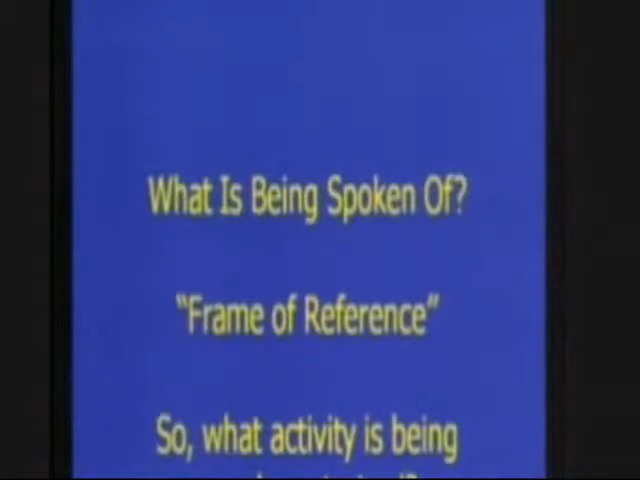 What Is Being Spoken Of?
"Frame of Reference"
So, what activity is being